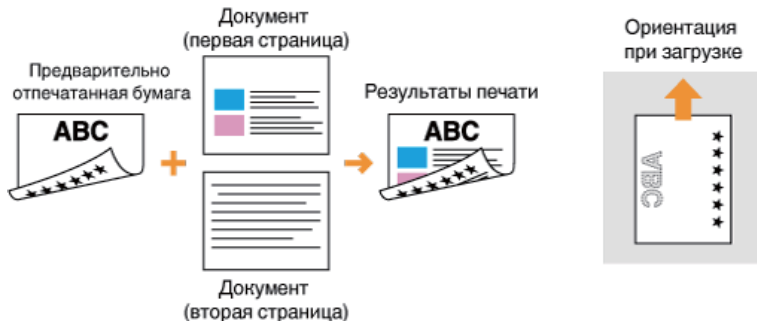 Документ
(первая страница)
Предварительно
отпечатанная бумага
ABC
Результаты печати
ABC
Документ
(вторая страница)
Ориентация
при загрузке
ABC